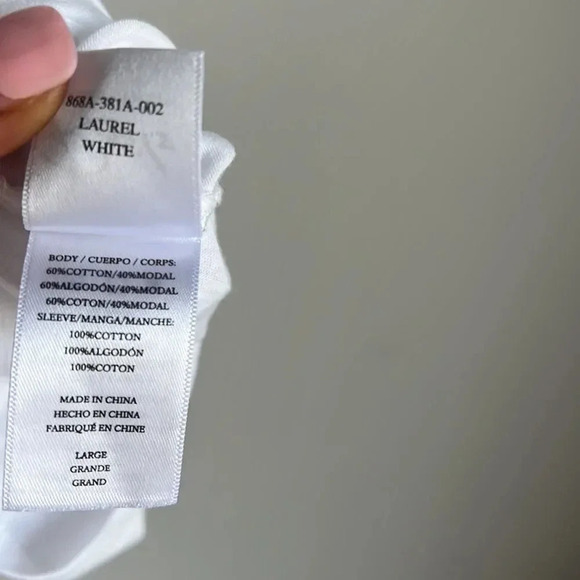 868A-381A-002
LAUREL
WHITE
BODY / CUERPO / CORPS:
60%COTTON/40%MODAL
60%ALGODÓN/40%MODAL
60%COTON/40%MODAL
SLEEVE/MANGA/MANCHE:
100%COTTON
100%ALGODÓN
100%COTON
MADE IN CHINA
HECHO EN CHINA
FABRIQUÉ EN CHINE
LARGE
GRANDE
GRAND